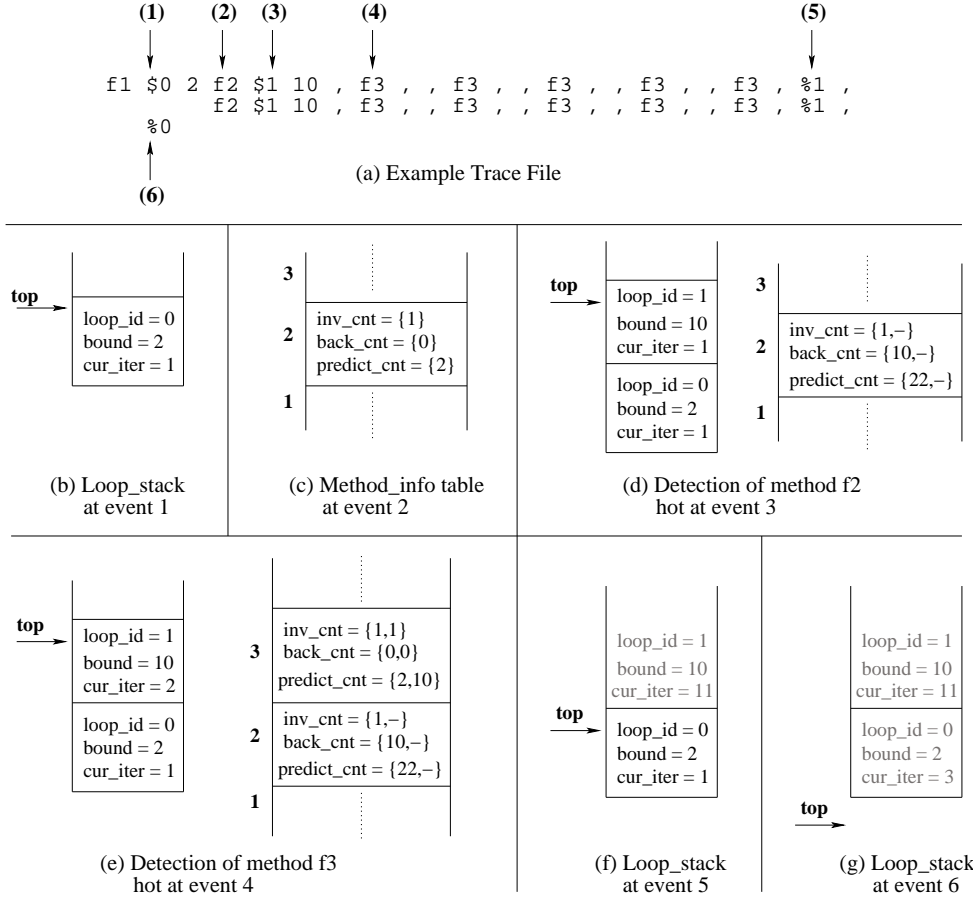 (1) (2) (3) (4) (5)
f1 $0 2 f2 $1 10 , f3 , , f3 , , f3 , , f3 , , f3 , %1 ,
f2 $1 10 , f3 , , f3 , , f3 , , f3 , , f3 , %1 ,
%0
(6)
(a) Example Trace File
top
loop_id = 0
bound = 2
cur_iter = 1
(b) Loop_stack
at event 1
3
2
1
inv_cnt = {1}
back_cnt = {0}
predict_cnt = {2}
(c) Method_info table
at event 2
top
loop_id = 1
bound = 10
cur_iter = 1
loop_id = 0
bound = 2
cur_iter = 1
3
2
1
inv_cnt = {1,−}
back_cnt = {10,−}
predict_cnt = {22,−}
(d) Detection of method f2
hot at event 3
top
loop_id = 1
bound = 10
cur_iter = 2
loop_id = 0
bound = 2
cur_iter = 1
3
2
1
inv_cnt = {1,1}
back_cnt = {0,0}
predict_cnt = {2,10}
inv_cnt = {1,−}
back_cnt = {10,−}
predict_cnt = {22,−}
(e) Detection of method f3
hot at event 4
top
loop_id = 1
bound = 10
cur_iter = 11
loop_id = 0
bound = 2
cur_iter = 1
(f) Loop_stack
at event 5
top
loop_id = 1
bound = 10
cur_iter = 11
loop_id = 0
bound = 2
cur_iter = 3
(g) Loop_stack
at event 6